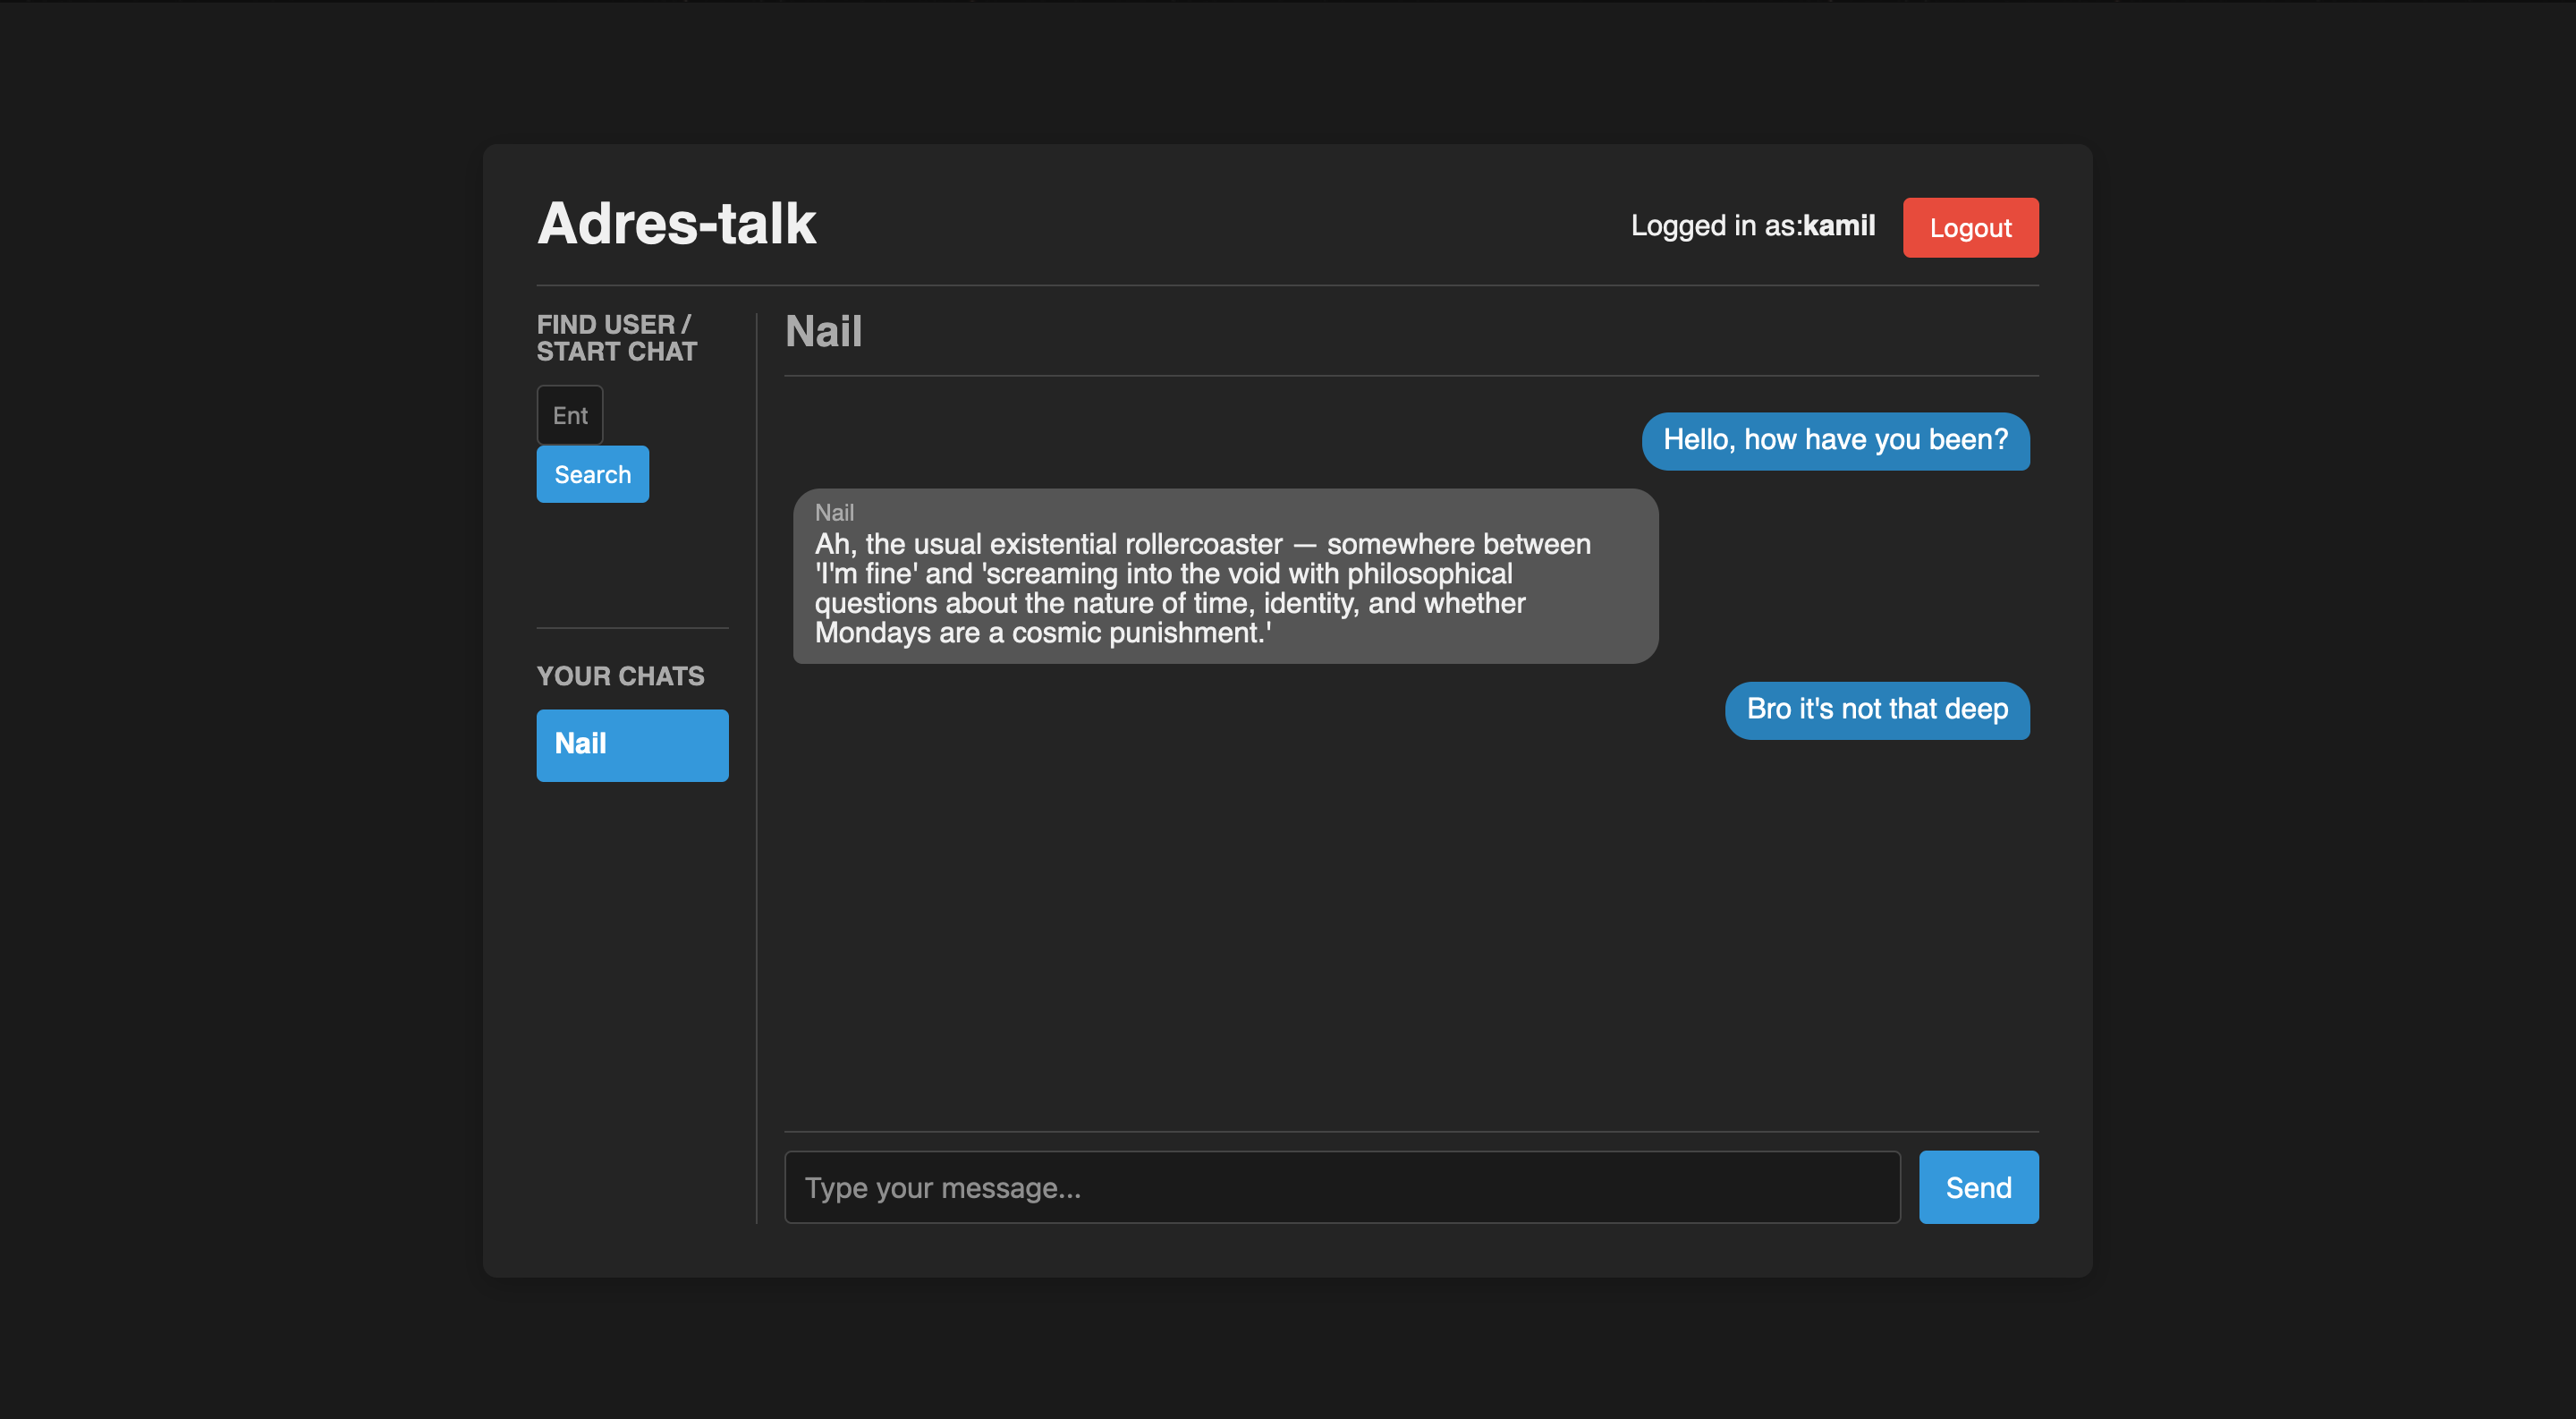 Adres-talk
Logged in as:kamil
Logout
FIND USER /
START CHAT
Ent
Search
YOUR CHATS
Nail
Nail
Hello, how have you been?
Nail
Ah, the usual existential rollercoaster — somewhere between
'I'm fine' and 'screaming into the void with philosophical
questions about the nature of time, identity, and whether
Mondays are a cosmic punishment.'
Bro it's not that deep
Type your message...
Send